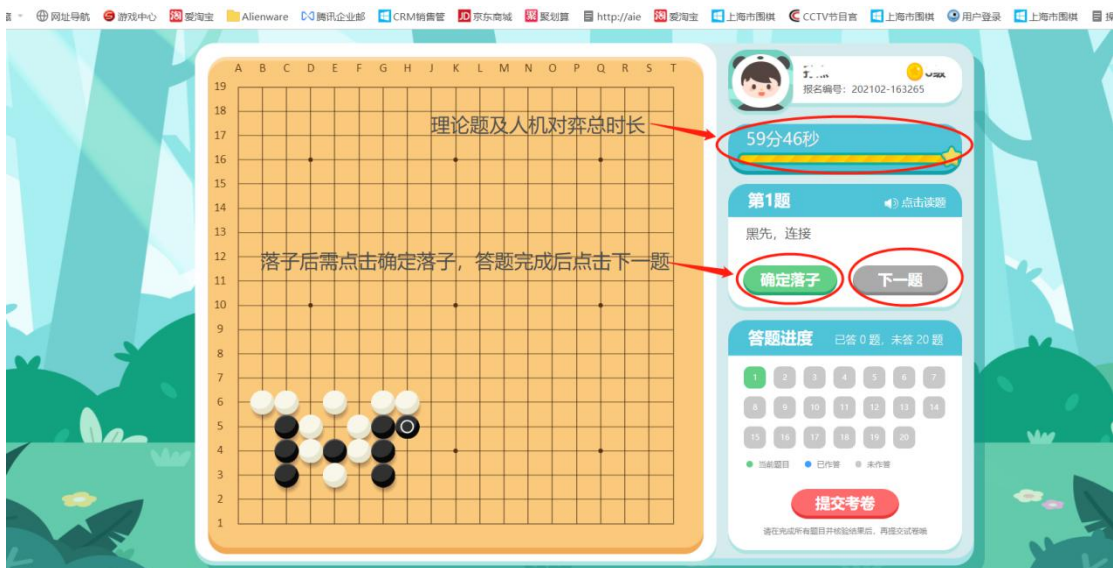 网址导航 游戏中心 爱淘宝 Alienware 腾讯企业邮 CRM销售管 京东商城 聚划算 http://aie 爱淘宝 上海市围棋 CCTV节目官 上海市围棋 用户登录 上海市围棋
A B C D E F G H J K L M N O P Q R S T
19
18
17
16
15
14
13
12
11
10
9
8
7
6
5
4
3
2
1
理论题及人机对弈总时长
落子后需点击确定落子，答题完成后点击下一题
报名编号：202102-163265
59分46秒
第1题 点击读题
黑先，连接
确定落子 下一题
答题进度 已答 0 题，未答 20 题
1 2 3 4 5 6 7
8 9 10 11 12 13 14
15 16 17 18 19 20
当前题目 已作答 未作答
提交考卷
请在完成所有题目并核验结果后，再提交试卷哦